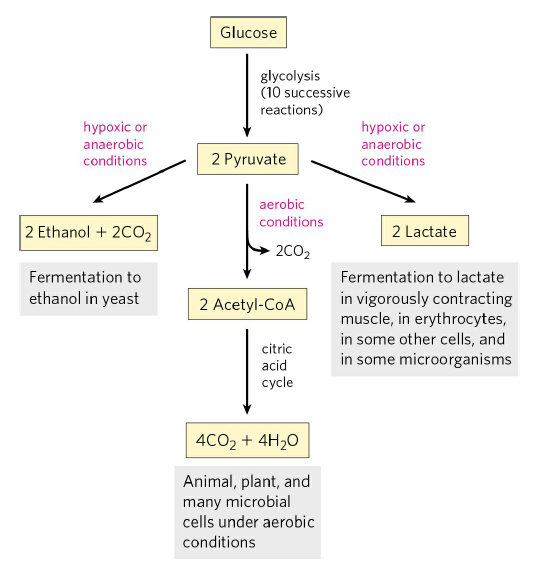 Glucose
glycolysis
(10 successive
reactions)
hypoxic or
anaerobic
conditions
2 Pyruvate
hypoxic or
anaerobic
conditions
aerobic
conditions
2 Ethanol + 2CO₂
2CO₂
2 Lactate
Fermentation to
ethanol in yeast
2 Acetyl-CoA
Fermentation to lactate
in vigorously contracting
muscle, in erythrocytes,
in some other cells, and
in some microorganisms
citric
acid
cycle
4CO₂ + 4H₂O
Animal, plant, and
many microbial
cells under aerobic
conditions